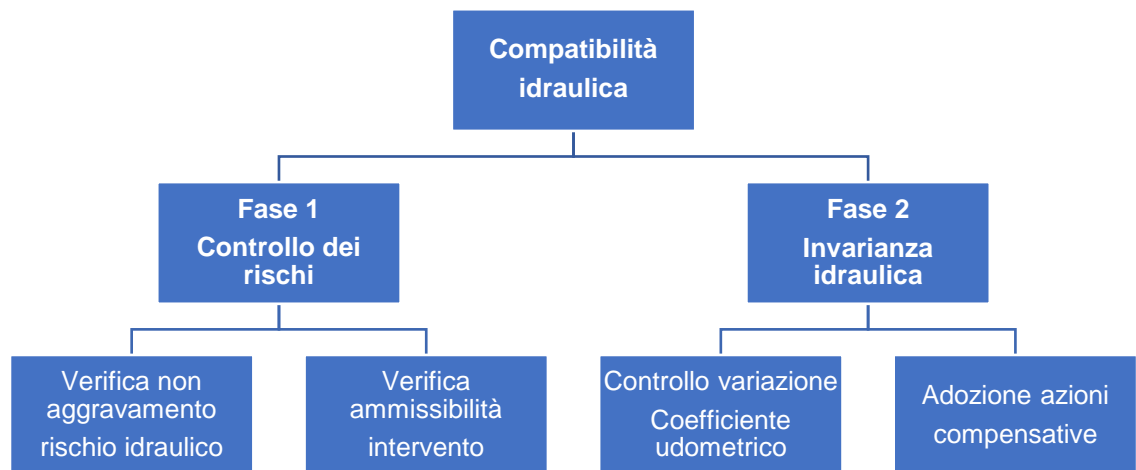 Compatibilità
idraulica
Fase 1
Controllo dei
rischi
Fase 2
Invarianza
idraulica
Verifica non
aggravamento
rischio idraulico
Verifica
ammissibilità
intervento
Controllo variazione
Coefficiente
udometrico
Adozione azioni
compensative